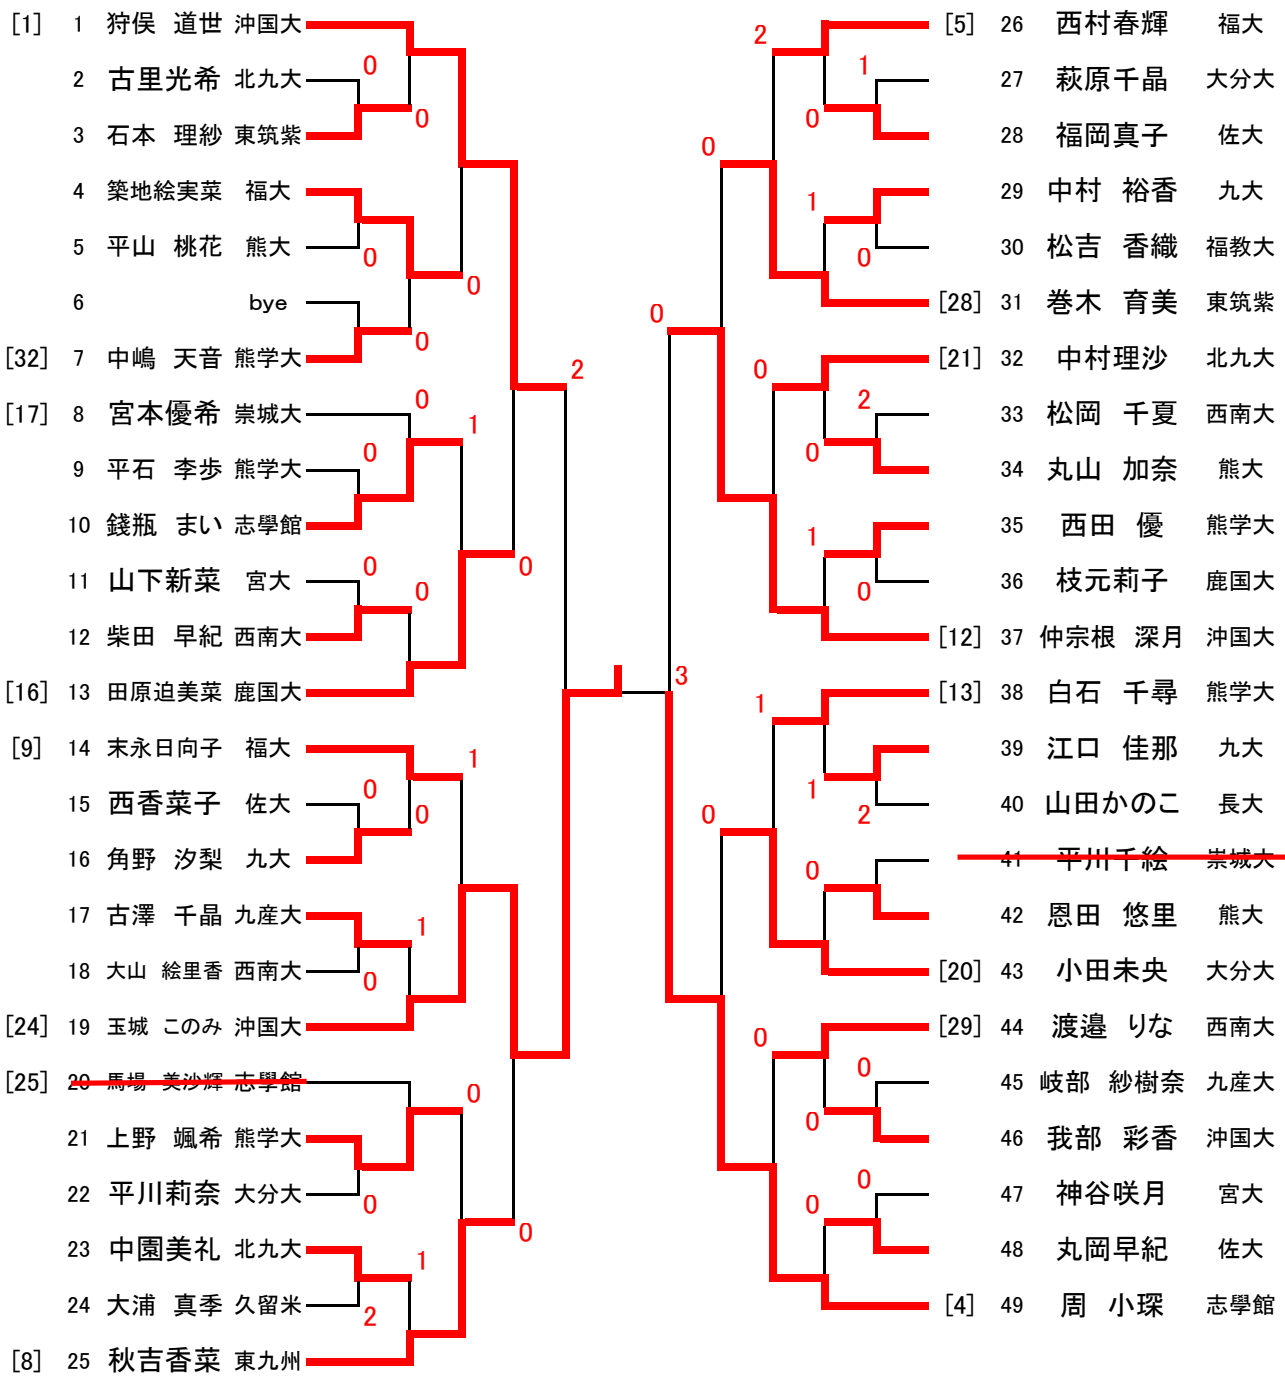 [1] 1 狩俣 道世 沖国大
0
2 古里光希 北九大
3 石本 理紗 東筑紫
0
4 築地絵実菜 福大
5 平山 桃花 熊大
0
0
6 bye
[32] 7 中嶋 天音 熊学大
0
2
[17] 8 宮本優希 崇城大
0
1
9 平石 李歩 熊学大
0
10 錢瓶 まい 志學館
11 山下新菜 宮大
0
0
0
12 柴田 早紀 西南大
[16] 13 田原迫美菜 鹿国大
[9] 14 末永日向子 福大
1
15 西香菜子 佐大
0
0
16 角野 汐梨 九大
17 古澤 千晶 九産大
1
18 大山 絵里香 西南大
0
[24] 19 玉城 このみ 沖国大
[25] 20 馬場 美沙輝 志學館
0
21 上野 颯希 熊学大
22 平川莉奈 大分大
0
0
23 中園美礼 北九大
1
24 大浦 真季 久留米
2
[8] 25 秋吉香菜 東九州
2
[5] 26 西村春輝 福大
1
27 萩原千晶 大分大
0
28 福岡真子 佐大
0
29 中村 裕香 九大
1
30 松吉 香織 福教大
0
[28] 31 巻木 育美 東筑紫
0
[21] 32 中村理沙 北九大
0
2
33 松岡 千夏 西南大
0
34 丸山 加奈 熊大
35 西田 優 熊学大
1
36 枝元莉子 鹿国大
0
[12] 37 仲宗根 深月 沖国大
3
[13] 38 白石 千尋 熊学大
1
39 江口 佳那 九大
1
40 山田かのこ 長大
2
0
41 平川千絵 崇城大
0
42 恩田 悠里 熊大
[20] 43 小田未央 大分大
[29] 44 渡邉 りな 西南大
0
0
45 岐部 紗樹奈 九産大
0
46 我部 彩香 沖国大
0
47 神谷咲月 宮大
0
48 丸岡早紀 佐大
[4] 49 周 小琛 志學館